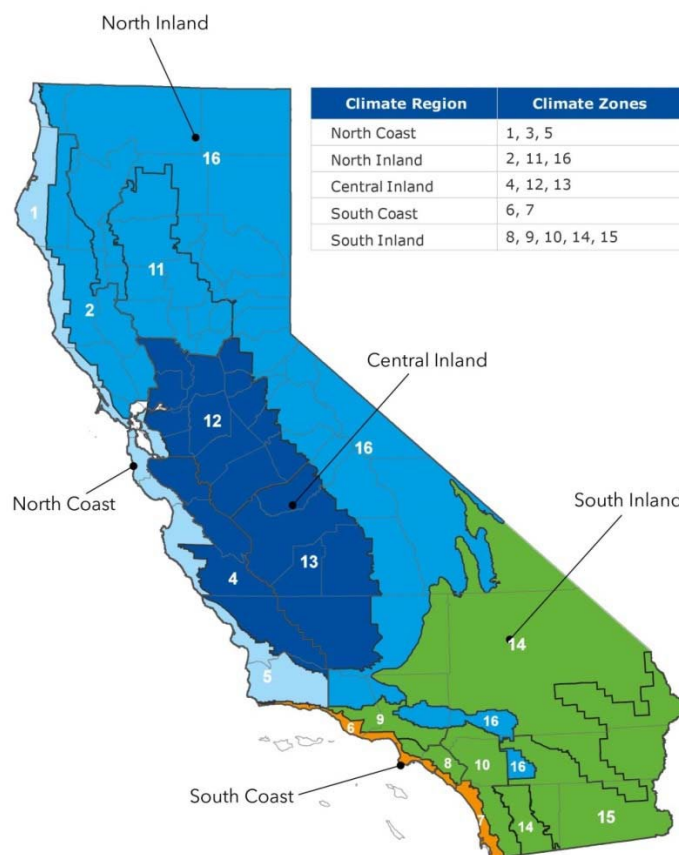 North Inland
Climate Region Climate Zones
North Coast 1, 3, 5
North Inland 2, 11, 16
Central Inland 4, 12, 13
South Coast 6, 7
South Inland 8, 9, 10, 14, 15
16
1
11
2
Central Inland
12
16
North Coast
South Inland
13
4
14
5
9
16
6
8
10
16
South Coast
7
14
15